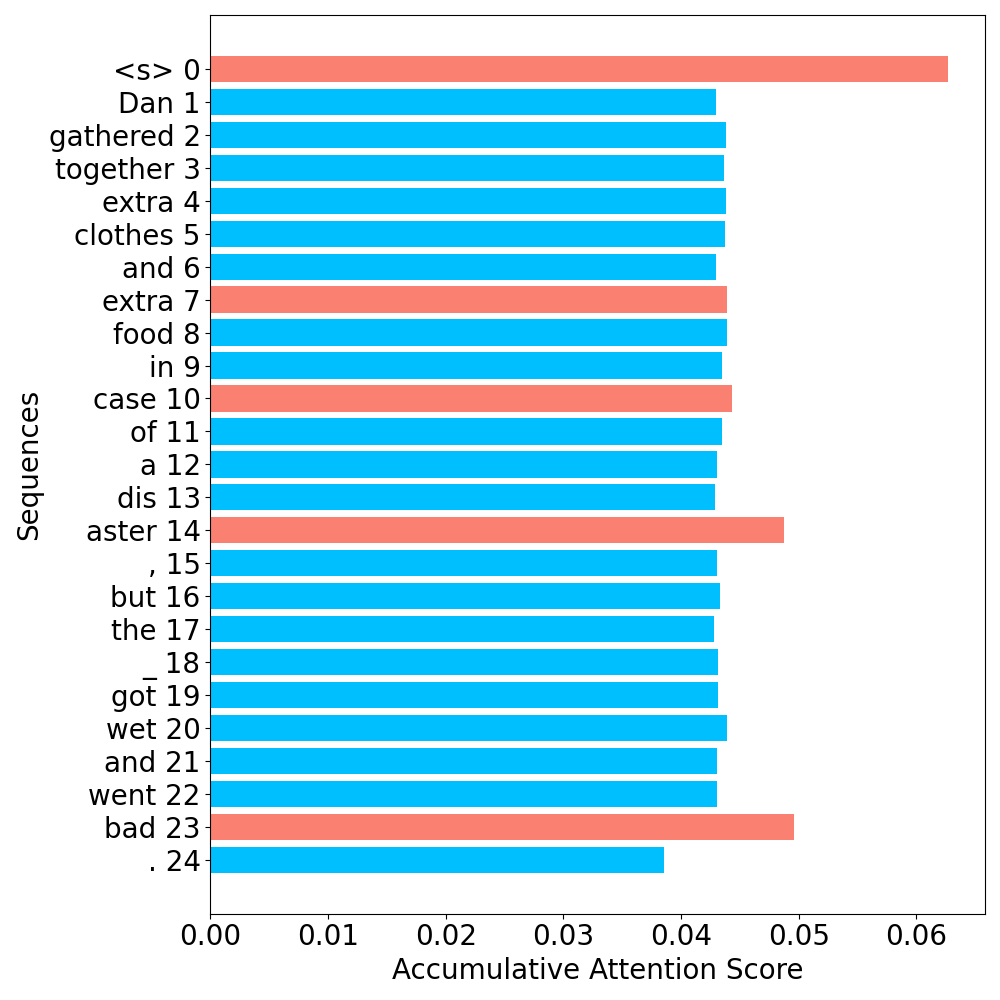 <s> 0
Dan 1
gathered 2
together 3
extra 4
clothes 5
and 6
extra 7
food 8
in 9
case 10
of 11
a 12
dis 13
aster 14
, 15
but 16
the 17
_ 18
got 19
wet 20
and 21
went 22
bad 23
. 24
Sequences
0.00 0.01 0.02 0.03 0.04 0.05 0.06
Accumulative Attention Score